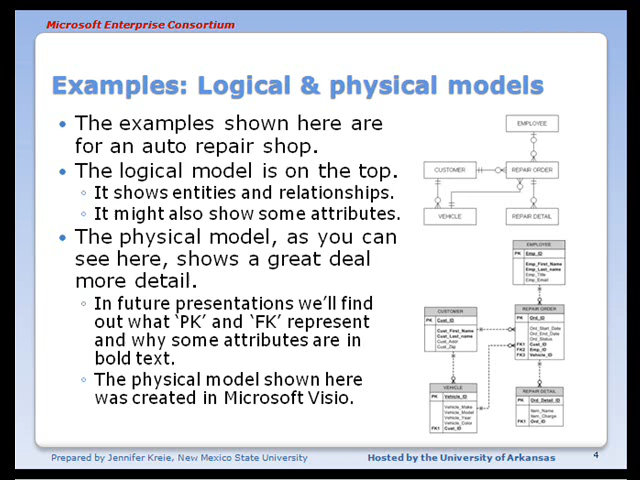 Microsoft Enterprise Consortium
Examples: Logical & physical models
• The examples shown here are
for an auto repair shop.
• The logical model is on the top.
◦ It shows entities and relationships.
◦ It might also show some attributes.
• The physical model, as you can
see here, shows a great deal
more detail.
◦ In future presentations we'll find
out what ‘PK’ and ‘FK’ represent
and why some attributes are in
bold text.
◦ The physical model shown here
was created in Microsoft Visio.
EMPLOYEE
CUSTOMER
REPAIR ORDER
VEHICLE
REPAIR DETAIL
EMPLOYEE
PK Emp_ID
Emp_First_Name
Emp_Last_name
Emp_Title
Emp_Email
CUSTOMER
PK Cust_ID
Cust_First_Name
Cust_Last_name
Cust_Addr
Cust_Zip
REPAIR ORDER
PK Ord_ID
Ord_Start_Date
Ord_End_Date
Ord_Status
FK1 Cust_ID
FK2 Emp_ID
FK3 Vehicle_ID
VEHICLE
PK Vehicle_ID
Vehicle_Make
Vehicle_Model
Vehicle_Year
Vehicle_Color
FK1 Cust_ID
REPAIR DETAIL
PK Ord_Detail_ID
Item_Name
Item_Charge
FK1 Ord_ID
Prepared by Jennifer Kreie, New Mexico State University
Hosted by the University of Arkansas
4